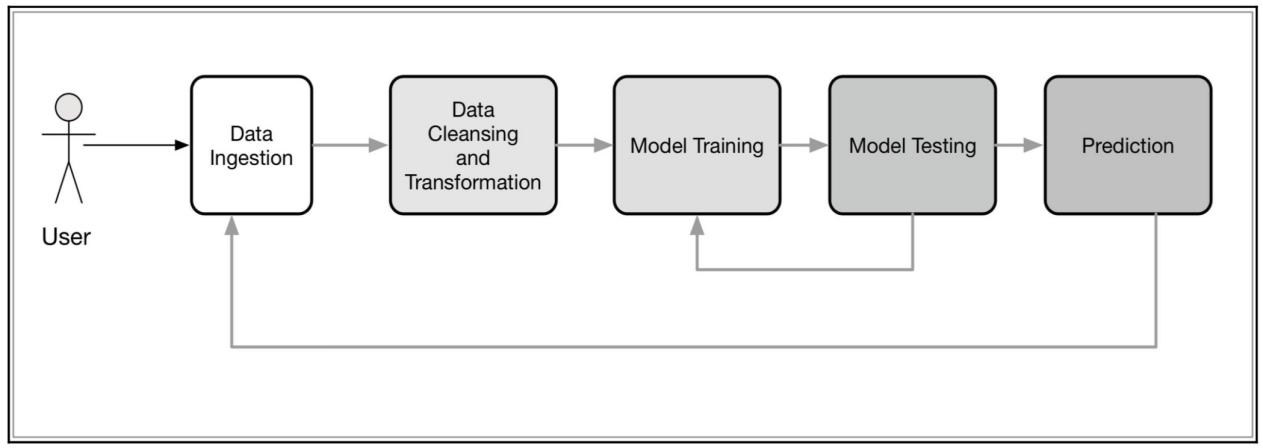 User
Data
Ingestion
Data
Cleansing
and
Transformation
Model Training
Model Testing
Prediction